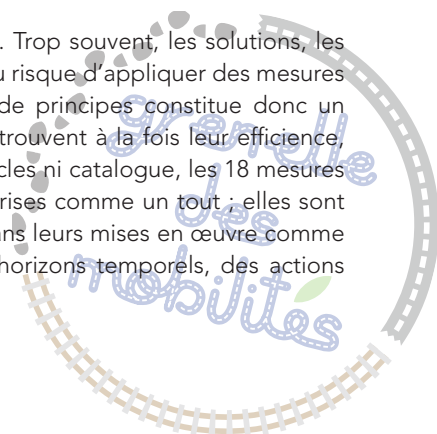 . Trop souvent, les solutions, les
u risque d’appliquer des mesures
de principes constitue donc un
trouvent à la fois leur efficience,
cles ni catalogue, les 18 mesures
rises comme un tout ; elles sont
ans leurs mises en œuvre comme
horizons temporels, des actions
grenelle
des
mobilités